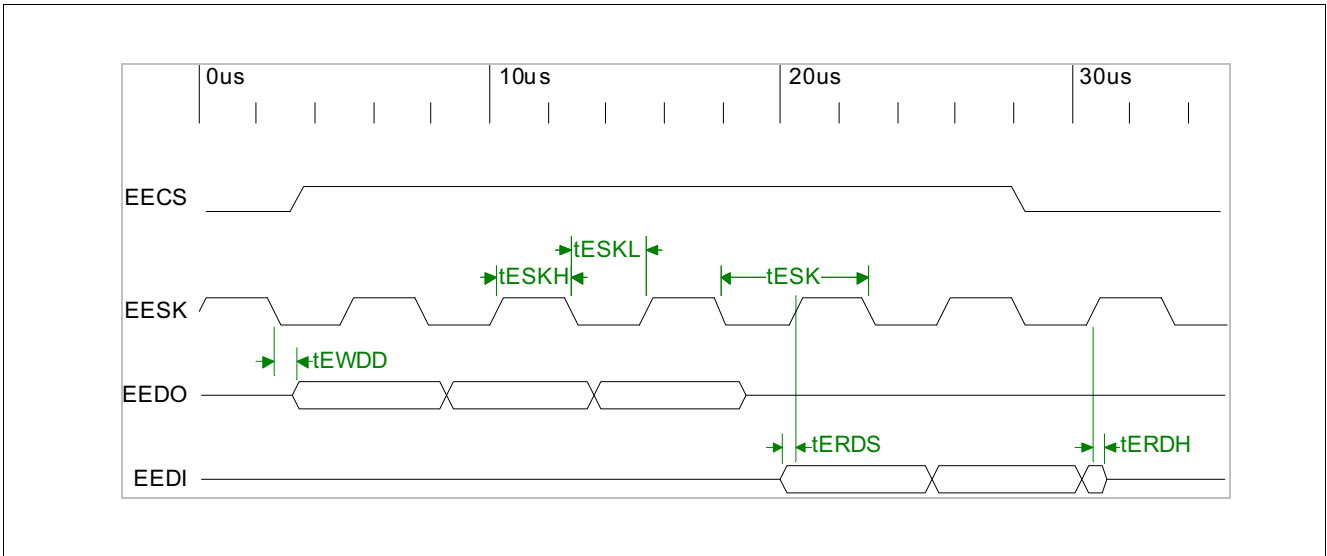 0us 10us 20us 30us
EECS
tESKL
tESKH tESK
EESK
tEWDD
EEDO
tERDS tERDH
EEDI